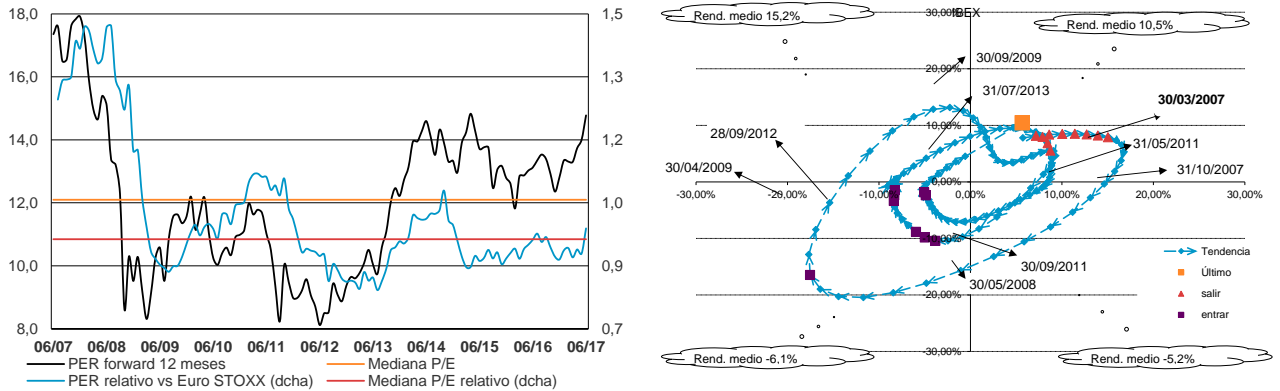 18,0
16,0
14,0
12,0
10,0
8,0
1,5
1,3
1,2
1,0
0,9
0,7
06/07 06/08 06/09 06/10 06/11 06/12 06/13 06/14 06/15 06/16 06/17
PER forward 12 meses
Mediana P/E
PER relativo vs Euro STOXX (dcha)
Mediana P/E relativo (dcha)
Rend. medio 15,2%
30,00%
IBEX
Rend. medio 10,5%
20,00%
30/09/2009
31/07/2013
30/03/2007
10,00%
28/09/2012
31/05/2011
30/04/2009
31/10/2007
0,00%
-30,00% -20,00% -10,00% 0,00% 10,00% 20,00% 30,00%
-10,00%
30/09/2011
30/05/2008
-20,00%
Tendencia
Último
salir
entrar
Rend. medio -6,1%
-30,00%
Rend. medio -5,2%